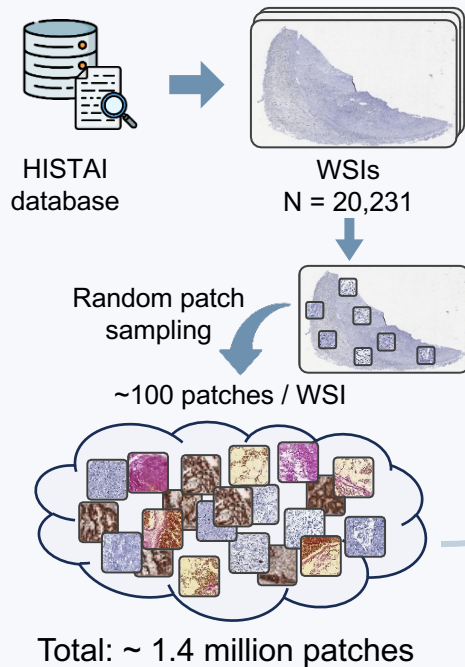 HISTAI
database
WSIs
N = 20,231
Random patch
sampling
~100 patches / WSI
Total: ~ 1.4 million patches